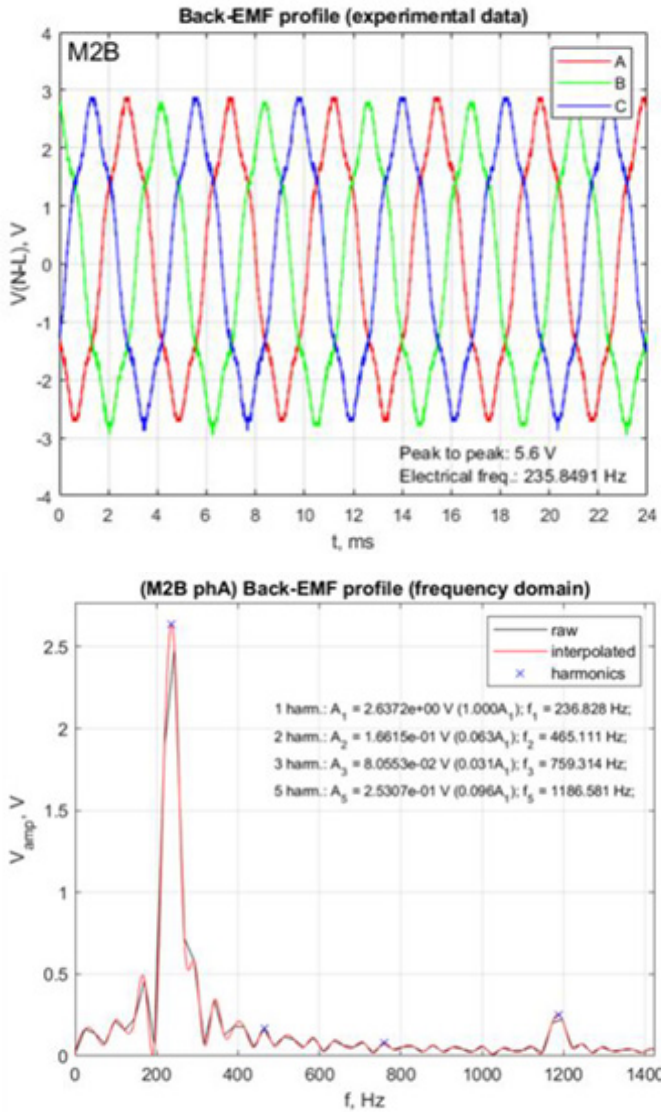 Back-EMF profile (experimental data)
M2B
A
B
C
4
3
2
1
0
-1
-2
-3
-4
V(N-L), V
Peak to peak: 5.6 V
Electrical freq.: 235.8491 Hz
0 2 4 6 8 10 12 14 16 18 20 22 24
t, ms
(M2B phA) Back-EMF profile (frequency domain)
raw
interpolated
harmonics
1 harm.: A1 = 2.6372e+00 V (1.000A1); f1 = 236.828 Hz;
2 harm.: A2 = 1.6615e-01 V (0.063A1); f2 = 465.111 Hz;
3 harm.: A3 = 8.0553e-02 V (0.031A1); f3 = 759.314 Hz;
5 harm.: A5 = 2.5307e-01 V (0.096A1); f5 = 1186.581 Hz;
2.5
2
1.5
1
0.5
0
Vamp, V
0 200 400 600 800 1000 1200 1400
f, Hz